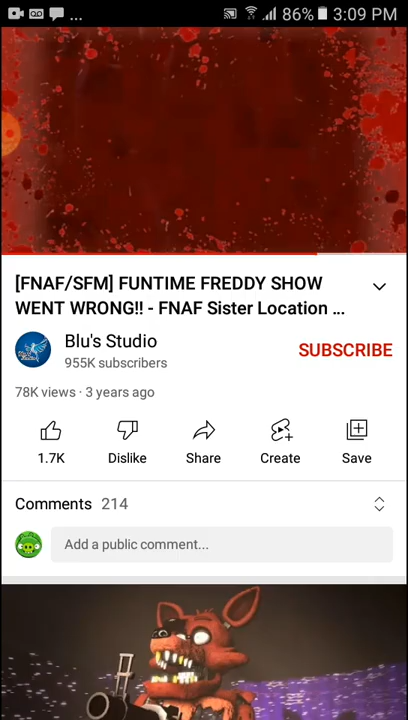 ... 86% 3:09 PM
[FNAF/SFM] FUNTIME FREDDY SHOW
WENT WRONG!! - FNAF Sister Location ...
Blu's Studio
955K subscribers
SUBSCRIBE
78K views · 3 years ago
1.7K Dislike Share Create Save
Comments 214
Add a public comment...